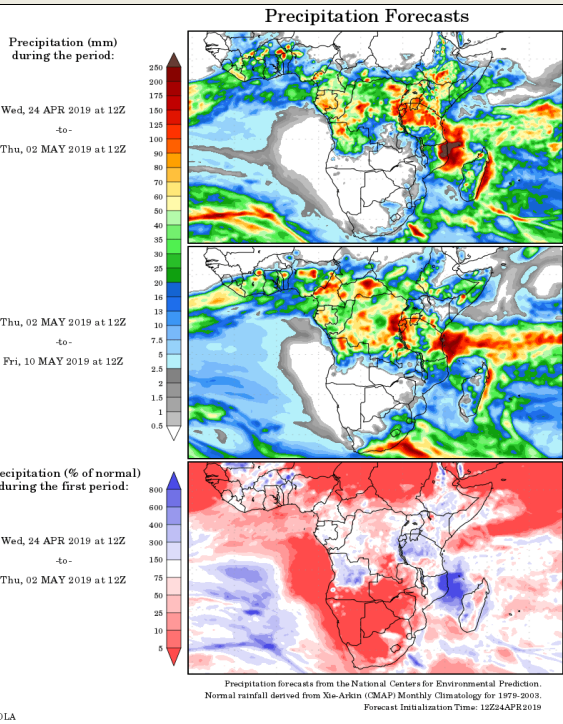 Precipitation Forecasts
Precipitation (mm)
during the period:
Wed, 24 APR 2019 at 12Z
-to-
Thu, 02 MAY 2019 at 12Z
250
200
175
150
125
100
90
80
70
60
50
40
35
30
25
20
16
13
10
7.5
5
2.5
2
1.5
1
0.5
Thu, 02 MAY 2019 at 12Z
-to-
Fri, 10 MAY 2019 at 12Z
ecipitation (% of normal)
during the first period:
Wed, 24 APR 2019 at 12Z
-to-
Thu, 02 MAY 2019 at 12Z
800
600
400
300
150
75
50
25
10
5
Precipitation forecasts from the National Centers for Environmental Prediction.
Normal rainfall derived from Xie-Arkin (CMAP) Monthly Climatology for 1979-2003.
Forecast Initialization Time: 12Z24APR2019
OLA